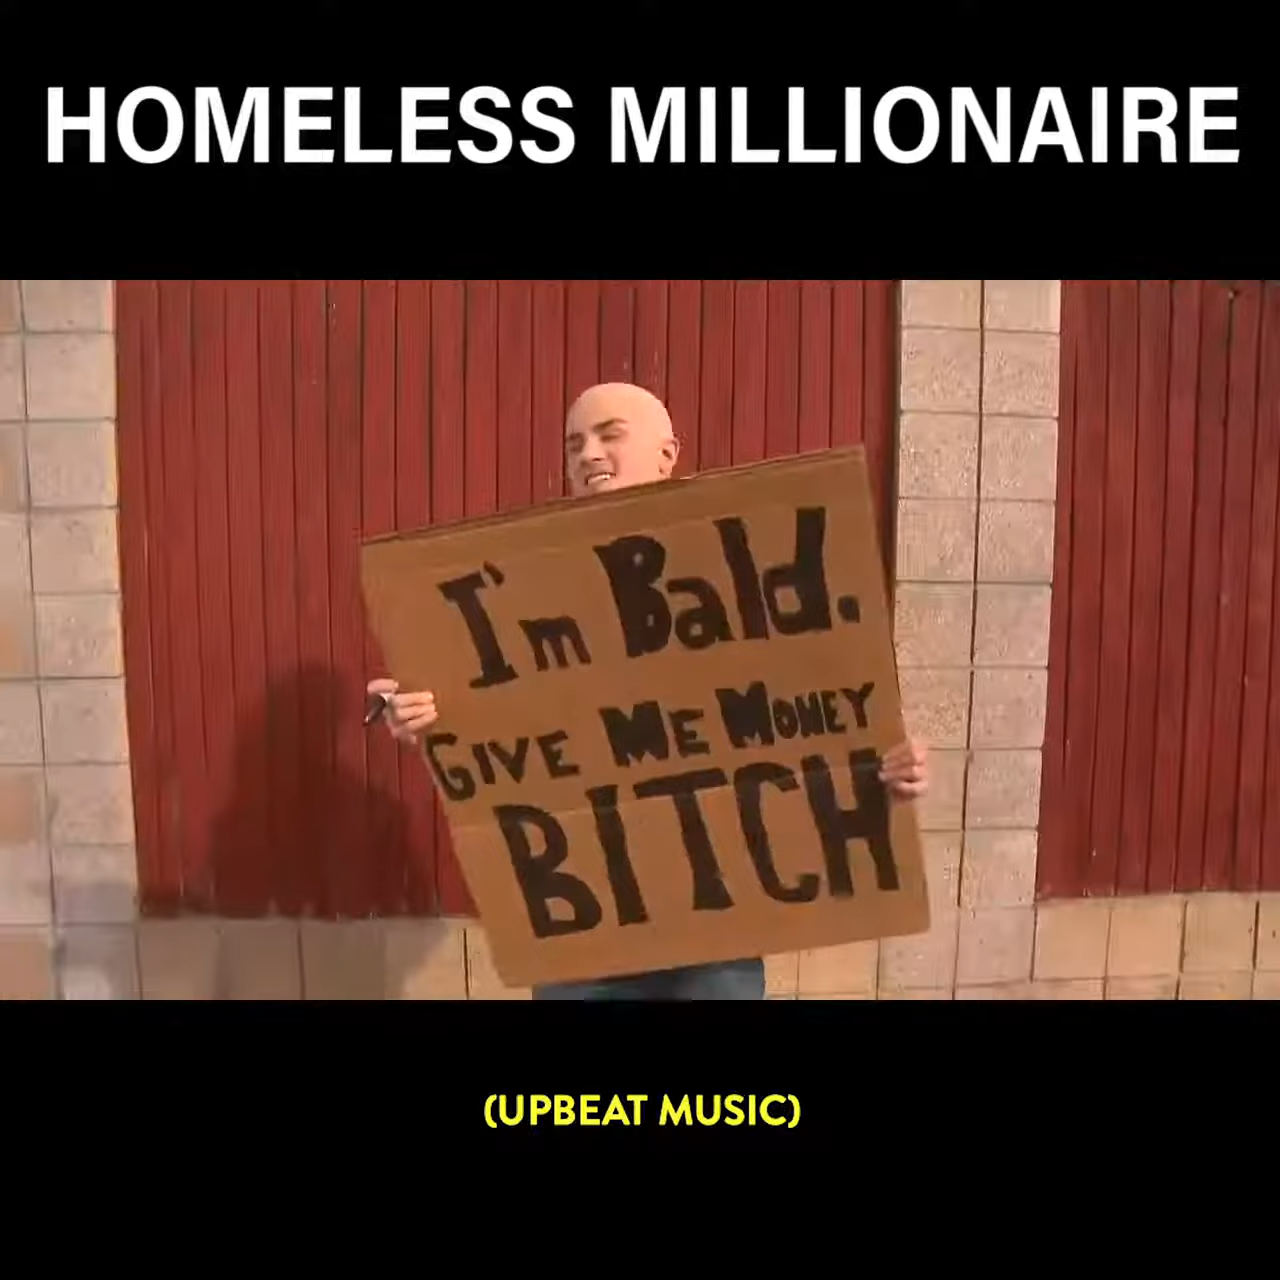 HOMELESS MILLIONAIRE
I'm Bald.
GIVE ME MONEY
BITCH
(UPBEAT MUSIC)